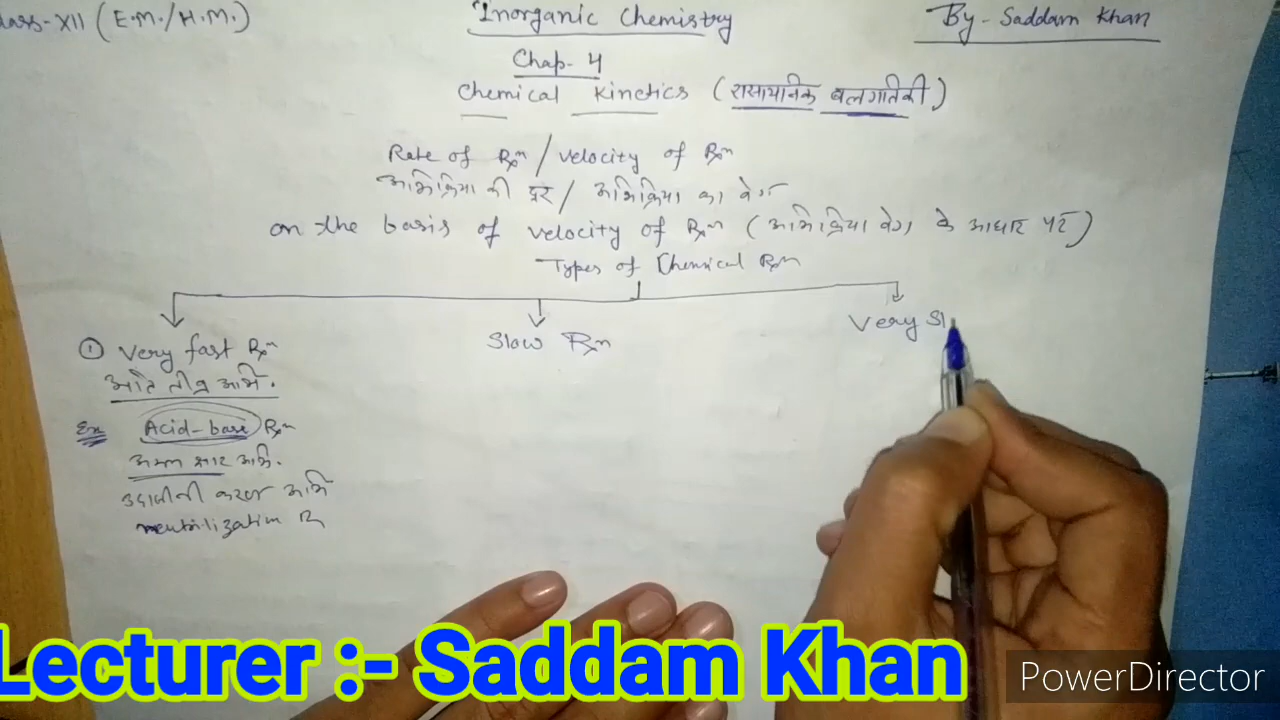 lass-XII (E.M./H.M.)
Inorganic Chemistry
By - Saddam Khan
Chap- 4
Chemical Kinetics (रासायनिक बलगतिकी)
Rate of Rxn / velocity of Rxn
अभिक्रिया की दर / अभिक्रिया का वेग
on the basis of velocity of Rxn (अभिक्रिया वेग के आधार पर)
Types of Chemical Rxn
① Very fast Rxn
Slow Rxn
Very Sl
अति तीव्र अभि.
Ex Acid-base Rxn
अम्ल क्षार अभि.
उदासीनीकरण अभि
neutrilization R
Lecturer :- Saddam Khan
PowerDirector